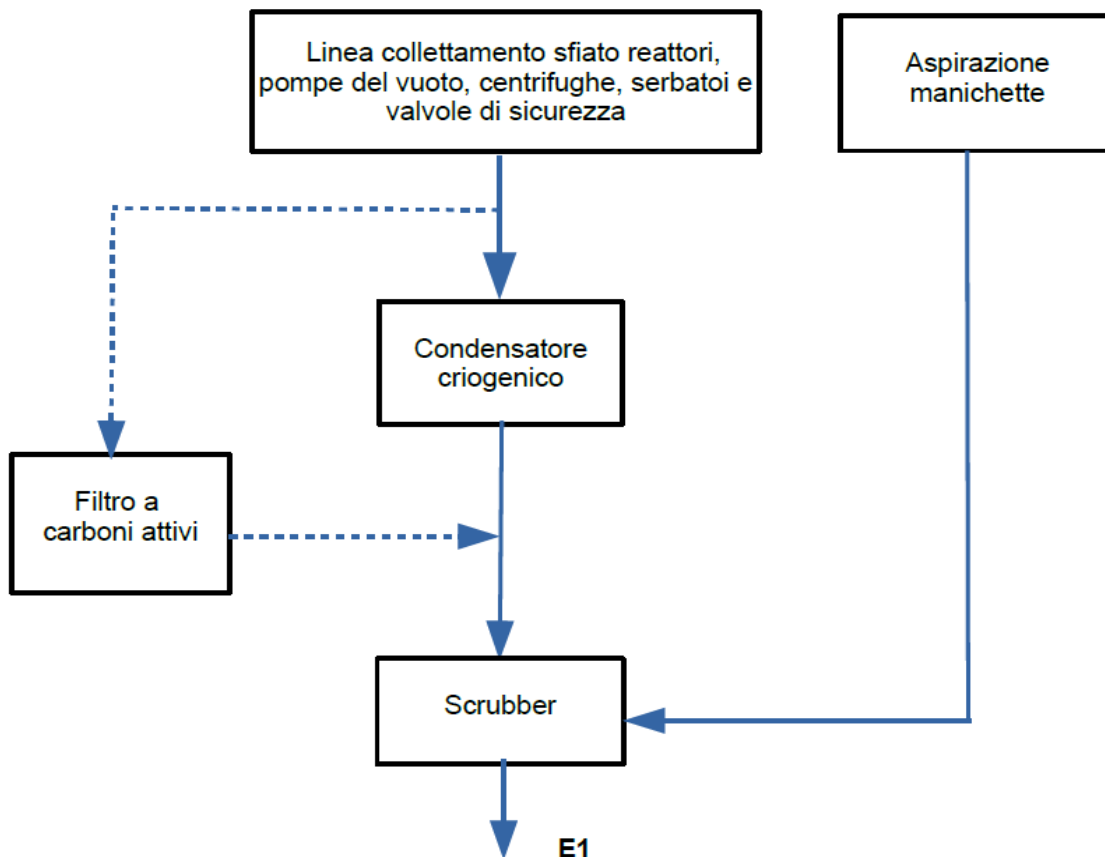 Linea collettamento sfiato reattori,
pompe del vuoto, centrifughe, serbatoi e
valvole di sicurezza
Aspirazione
manichette
Condensatore
criogenico
Filtro a
carboni attivi
Scrubber
E1